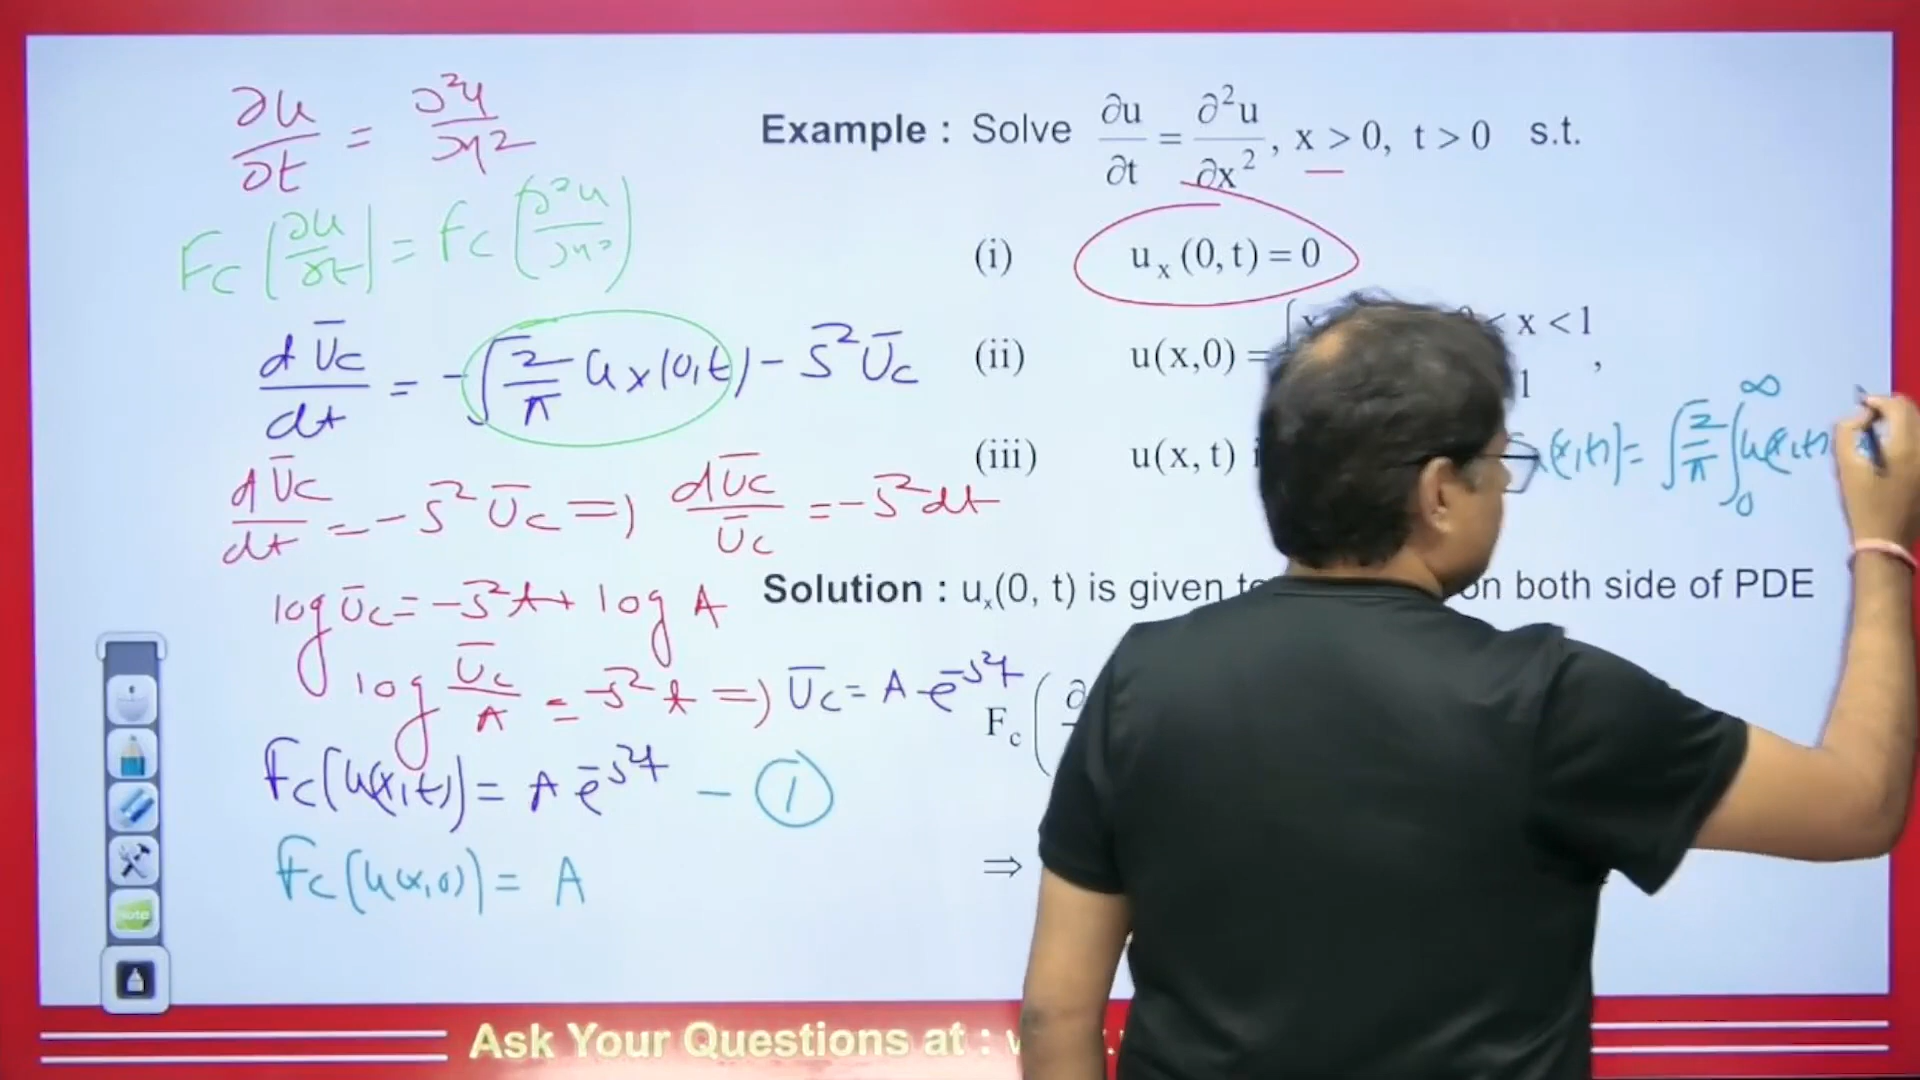 ∂u/∂t = ∂²u/∂x²
Fc(∂u/∂t) = Fc(∂²u/∂x²)
dŪc/dt = -√(2/π) ux(0,t) - s²Ūc
dŪc/dt = -s²Ūc ⇒ dŪc/Ūc = -s²dt
log Ūc = -s²t + log A
log Ūc/A = -s²t ⇒ Ūc = A e^(-s²t)
Fc(u(x,t)) = A e^(-s²t) - ①
Fc(u(x,0)) = A
Example : Solve ∂u/∂t = ∂²u/∂x², x > 0, t > 0 s.t.
(i) uₓ(0, t) = 0
(ii) u(x,0) = x < 1
1 ,
(iii) u(x, t)
(x,t)] = √(2/π) ∫₀^∞ u(x,t)
Solution : uₓ(0, t) is given on both side of PDE
Fc ( ∂
⇒
Ask Your Questions at :